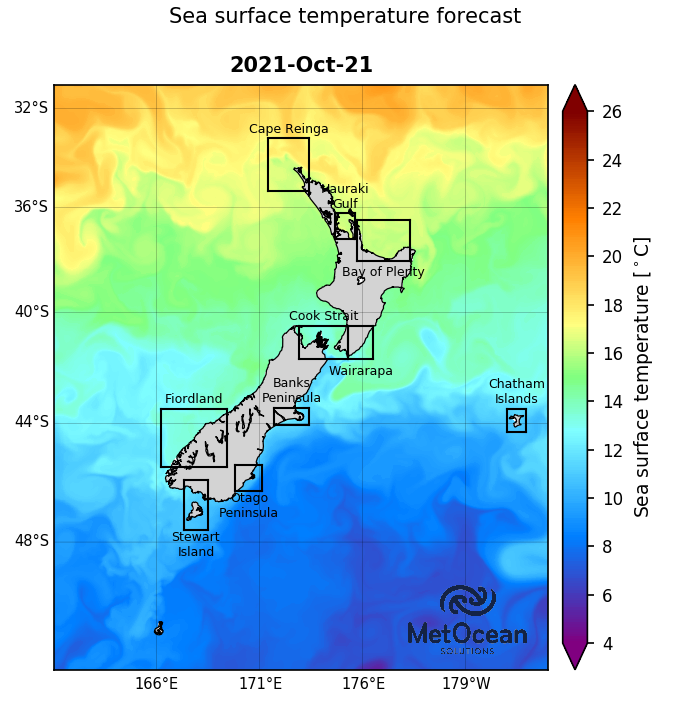 Sea surface temperature forecast
2021-Oct-21
32°S
36°S
40°S
44°S
48°S
166°E
171°E
176°E
179°W
Cape Reinga
Hauraki
Gulf
Bay of Plenty
Cook Strait
Wairarapa
Banks
Peninsula
Fiordland
Chatham
Islands
Otago
Peninsula
Stewart
Island
MetOcean
SOLUTIONS
26
24
22
20
18
16
14
12
10
8
6
4
Sea surface temperature [°C]